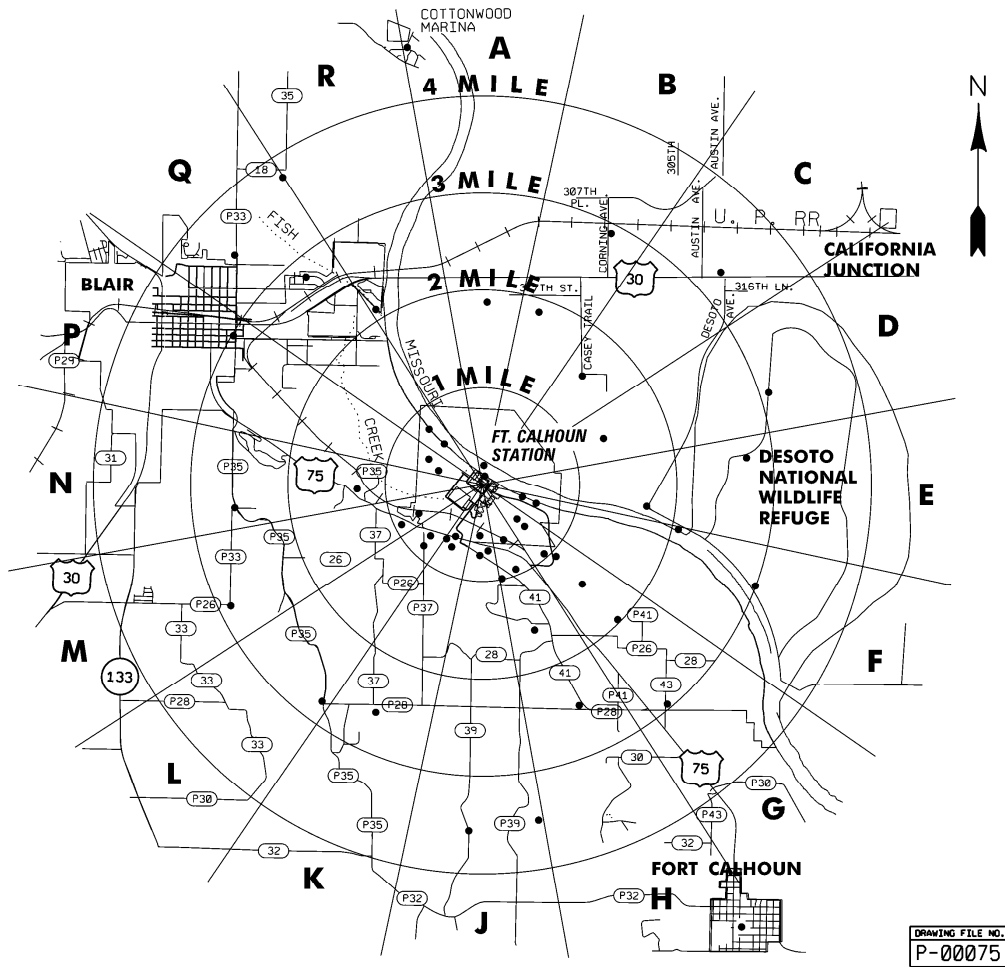 COTTONWOOD
MARINA
A
R
B
4 MILE
N
35
305TH
AUSTIN AVE.
Q
18
C
3 MILE
307TH
PL.
P33
FISH
CORNING AVE.
AUSTIN AVE.
U. P. RR
CALIFORNIA
JUNCTION
30
BLAIR
2 MILE
TH ST.
316TH LN.
DESOTO
AVE.
D
P
CASEY TRAIL
P29
MISSOURI
1 MILE
CREEK
FT. CALHOUN
STATION
31
P35
75
P35
DESOTO
NATIONAL
WILDLIFE
REFUGE
N
E
37
P35
26
P33
30
P26
P26
41
P37
33
P41
P35
P26
M
28
28
F
133
33
37
41
43
P41
P28
P28
P28
39
33
30
75
L
P35
P30
G
P30
P35
P39
P43
32
32
FORT CALHOUN
K
P32
P32
H
J
DRAWING FILE NO.
P-00075